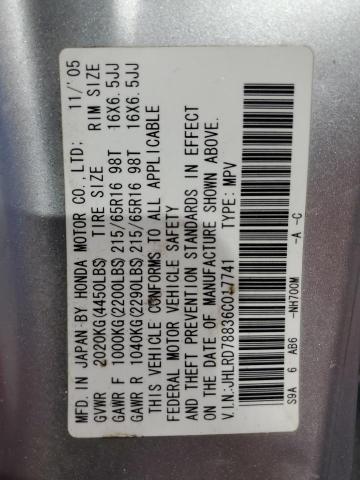 MFD.IN JAPAN·BY HONDA MOTOR CO.,LTD: 11/'05
GVWR 2020KG(4450LBS) TIRE SIZE RIM SIZE
GAWR F 1000KG(2200LBS)215/65R16 98T 16X6.5JJ
GAWR R 1040KG(2290LBS)215/65R16 98T 16X6.5JJ
THIS VEHICLE CONFORMS TO ALL APPLICABLE
FEDERAL MOTOR VEHICLE SAFETY
AND THEFT PREVENTION STANDARDS IN EFFECT
ON THE DATE OF MANUFACTURE SHOWN ABOVE.
V.I.N:JHLRD78836C017741 TYPE:MPV
S9A 6 AB6 -NH700M -A -C